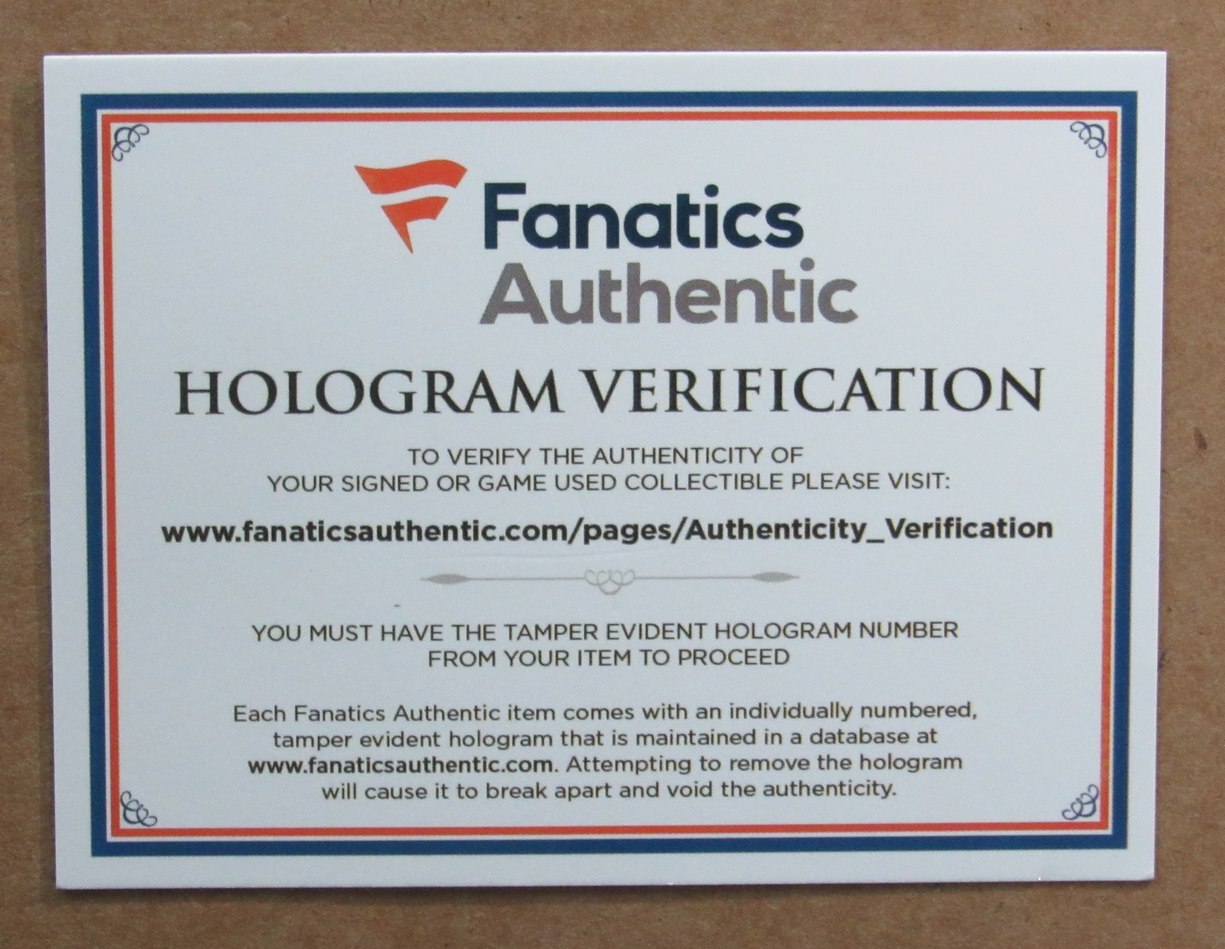 Fanatics
Authentic
HOLOGRAM VERIFICATION
TO VERIFY THE AUTHENTICITY OF
YOUR SIGNED OR GAME USED COLLECTIBLE PLEASE VISIT:
www.fanaticsauthentic.com/pages/Authenticity_Verification
YOU MUST HAVE THE TAMPER EVIDENT HOLOGRAM NUMBER
FROM YOUR ITEM TO PROCEED
Each Fanatics Authentic item comes with an individually numbered,
tamper evident hologram that is maintained in a database at
www.fanaticsauthentic.com. Attempting to remove the hologram
will cause it to break apart and void the authenticity.